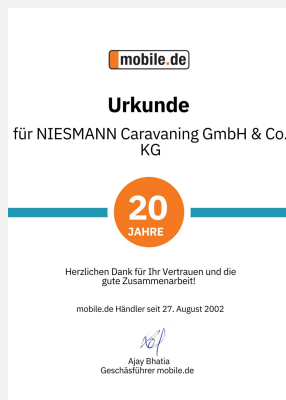 mobile.de
Urkunde
für NIESMANN Caravaning GmbH & Co.
KG
20
JAHRE
Herzlichen Dank für Ihr Vertrauen und die
gute Zusammenarbeit!
mobile.de Händler seit 27. August 2002
Ajay Bhatia
Geschäsführer mobile.de